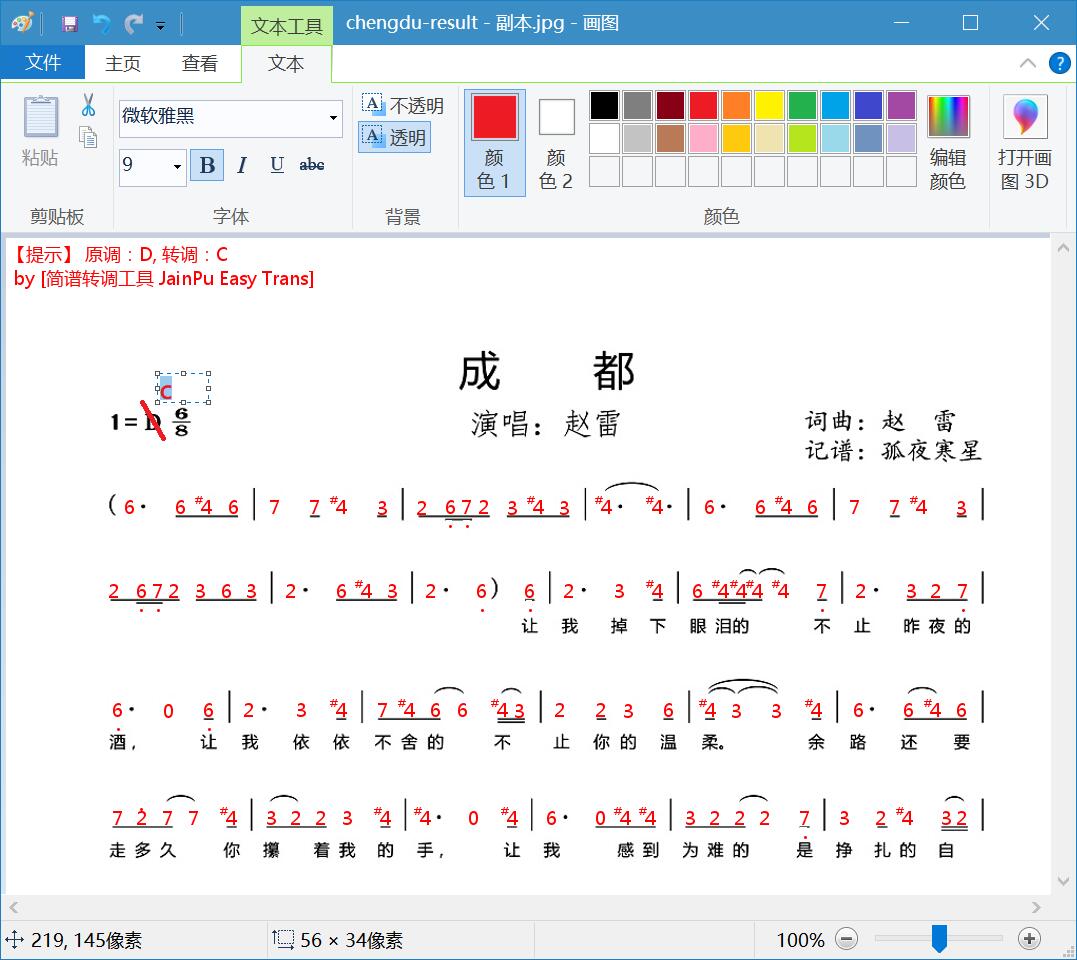 chengdu-result - 副本.jpg - 画图
文本工具
文件 主页 查看 文本
粘贴
剪贴板
微软雅黑
9 B I U abc
字体
A 不透明
A 透明
背景
颜色 1
颜色 2
颜色
编辑颜色
打开画图 3D
【提示】 原调：D, 转调：C
by [简谱转调工具 JainPu Easy Trans]
成 都
C
1= D 6/8
演唱：赵雷
词曲：赵 雷
记谱：孤夜寒星
( 6· 6 #4 6 | 7 7 #4 3 | 2 6 7 2 3 #4 3 | #4· #4· | 6· 6 #4 6 | 7 7 #4 3 |
2 6 7 2 3 6 3 | 2· 6 #4 3 | 2· 6 ) 6 | 2· 3 #4 | 6 #4 #4 #4 #4 7 | 2· 3 2 7 |
让 我 掉 下 眼 泪的 不 止 昨 夜 的
6· 0 6 | 2· 3 #4 | 7 #4 6 6 #4 3 | 2 2 3 6 | #4 3 3 #4 | 6· 6 #4 6 |
酒， 让 我 依 依 不 舍 的 不 止 你 的 温 柔。 余 路 还 要
7 2 7 7 #4 | 3 2 2 3 #4 | #4· 0 #4 | 6· 0 #4 #4 | 3 2 2 2 7 | 3 2 #4 3 2 |
走 多 久 你 攥 着 我 的 手， 让 我 感 到 为 难 的 是 挣 扎 的 自
219, 145像素 56 × 34像素 100%